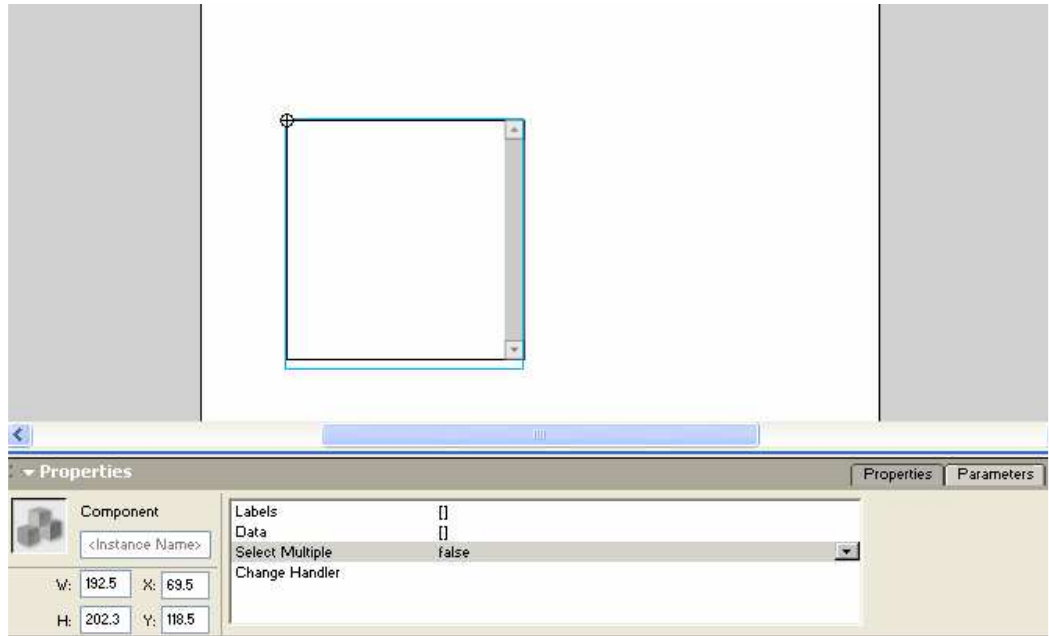 Properties
Properties Parameters
Component
<Instance Name>
W: 192.5 X: 69.5
H: 202.3 Y: 118.5
Labels []
Data []
Select Multiple false
Change Handler